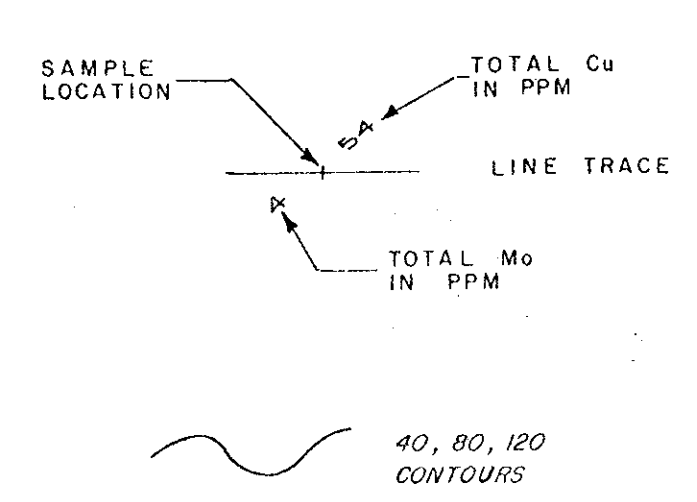 SAMPLE
LOCATION
TOTAL Cu
IN PPM
54
LINE TRACE
4
TOTAL Mo
IN PPM
40, 80, 120
CONTOURS